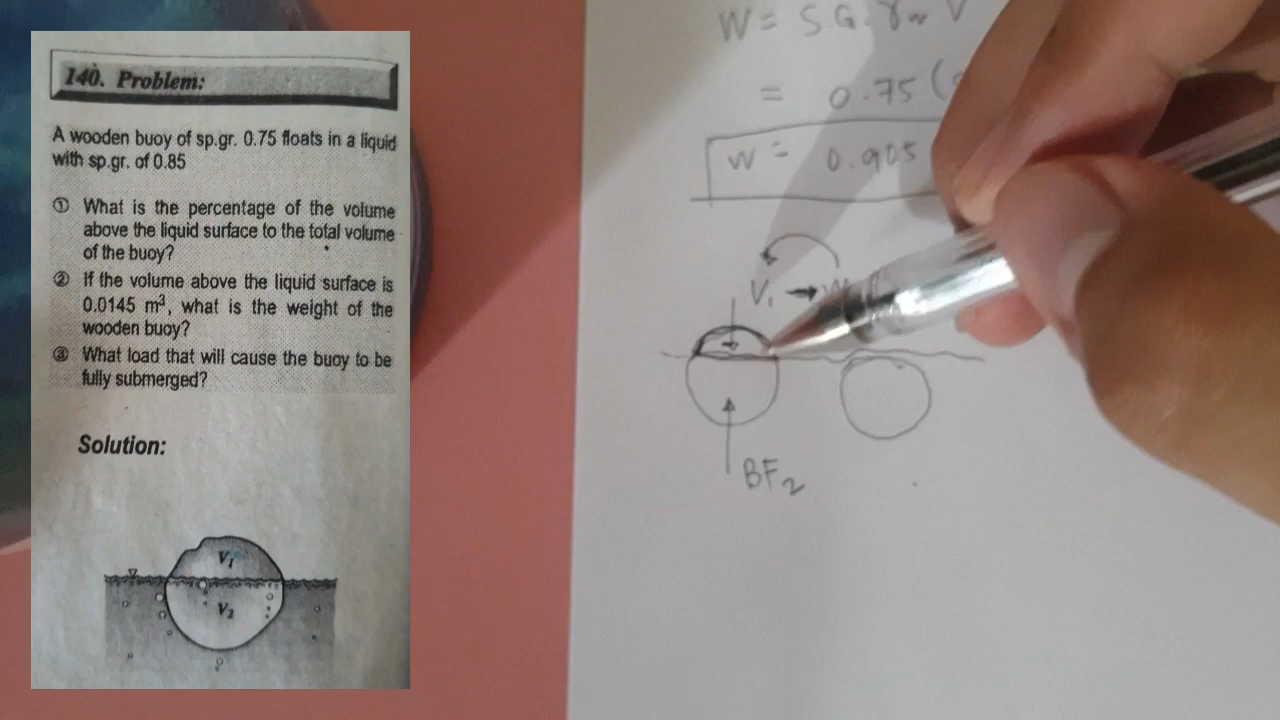 140. Problem:
A wooden buoy of sp.gr. 0.75 floats in a liquid
with sp.gr. of 0.85
① What is the percentage of the volume
above the liquid surface to the total volume
of the buoy?
② If the volume above the liquid surface is
0.0145 m³, what is the weight of the
wooden buoy?
③ What load that will cause the buoy to be
fully submerged?
Solution:
V₁
V₂
W = S.G. γw V
= 0.75 (
W = 0.905
V₁ →
BF₂